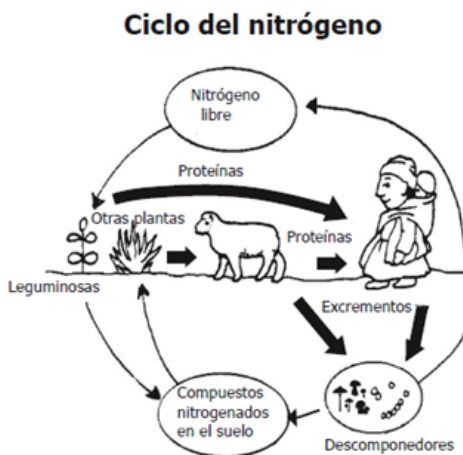 Ciclo del nitrógeno
Nitrógeno
libre
Proteínas
Otras plantas
Proteínas
Leguminosas
Excrementos
Compuestos
nitrogenados
en el suelo
Descomponedores